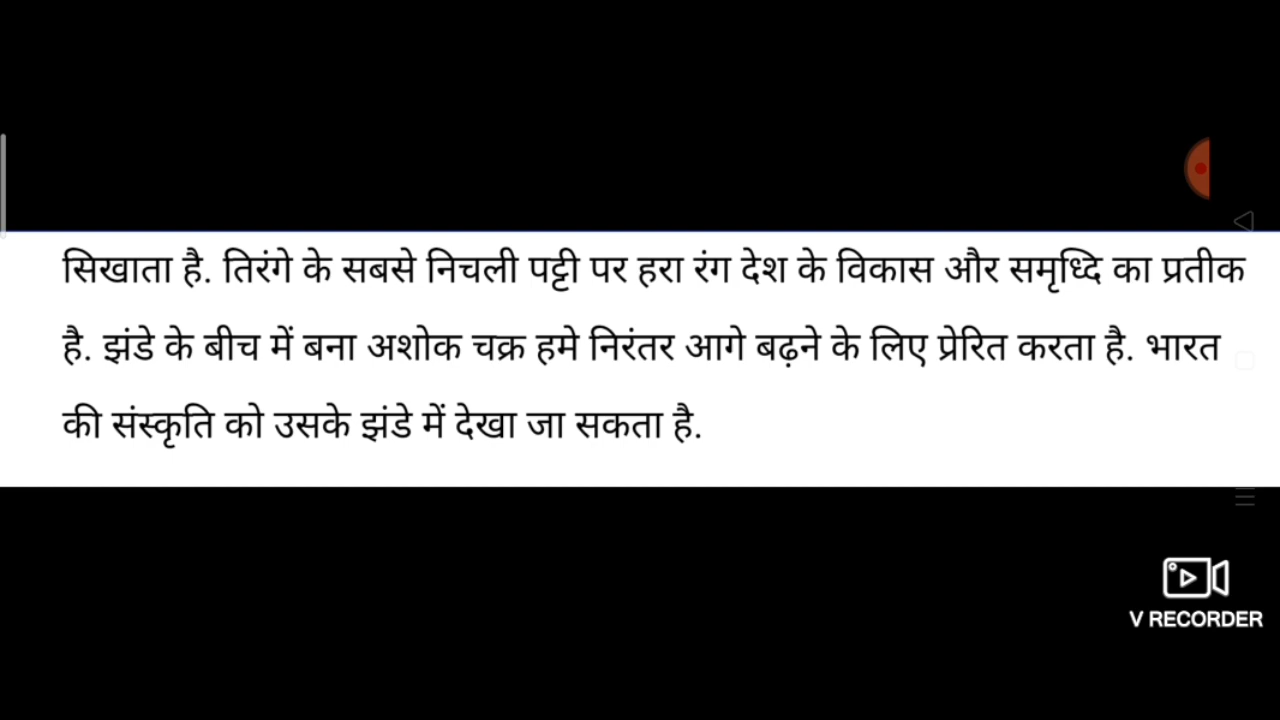 सिखाता है. तिरंगे के सबसे निचली पट्टी पर हरा रंग देश के विकास और समृध्दि का प्रतीक
है. झंडे के बीच में बना अशोक चक्र हमे निरंतर आगे बढ़ने के लिए प्रेरित करता है. भारत
की संस्कृति को उसके झंडे में देखा जा सकता है.
V RECORDER